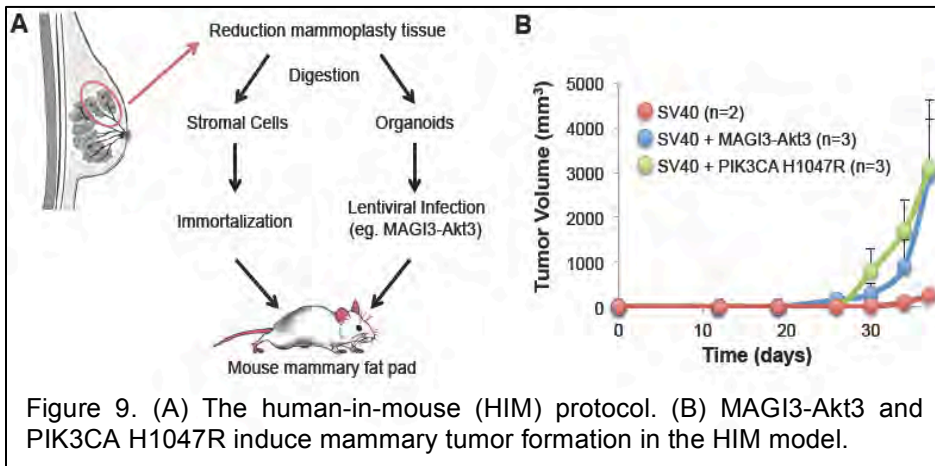 A
Reduction mammoplasty tissue
Digestion
Stromal Cells
Organoids
Immortalization
Lentiviral Infection
(eg. MAGI3-Akt3)
Mouse mammary fat pad
B
Tumor Volume (mm³)
5000
4000
3000
2000
1000
0
SV40 (n=2)
SV40 + MAGI3-Akt3 (n=3)
SV40 + PIK3CA H1047R (n=3)
0 10 20 30
Time (days)
Figure 9. (A) The human-in-mouse (HIM) protocol. (B) MAGI3-Akt3 and
PIK3CA H1047R induce mammary tumor formation in the HIM model.